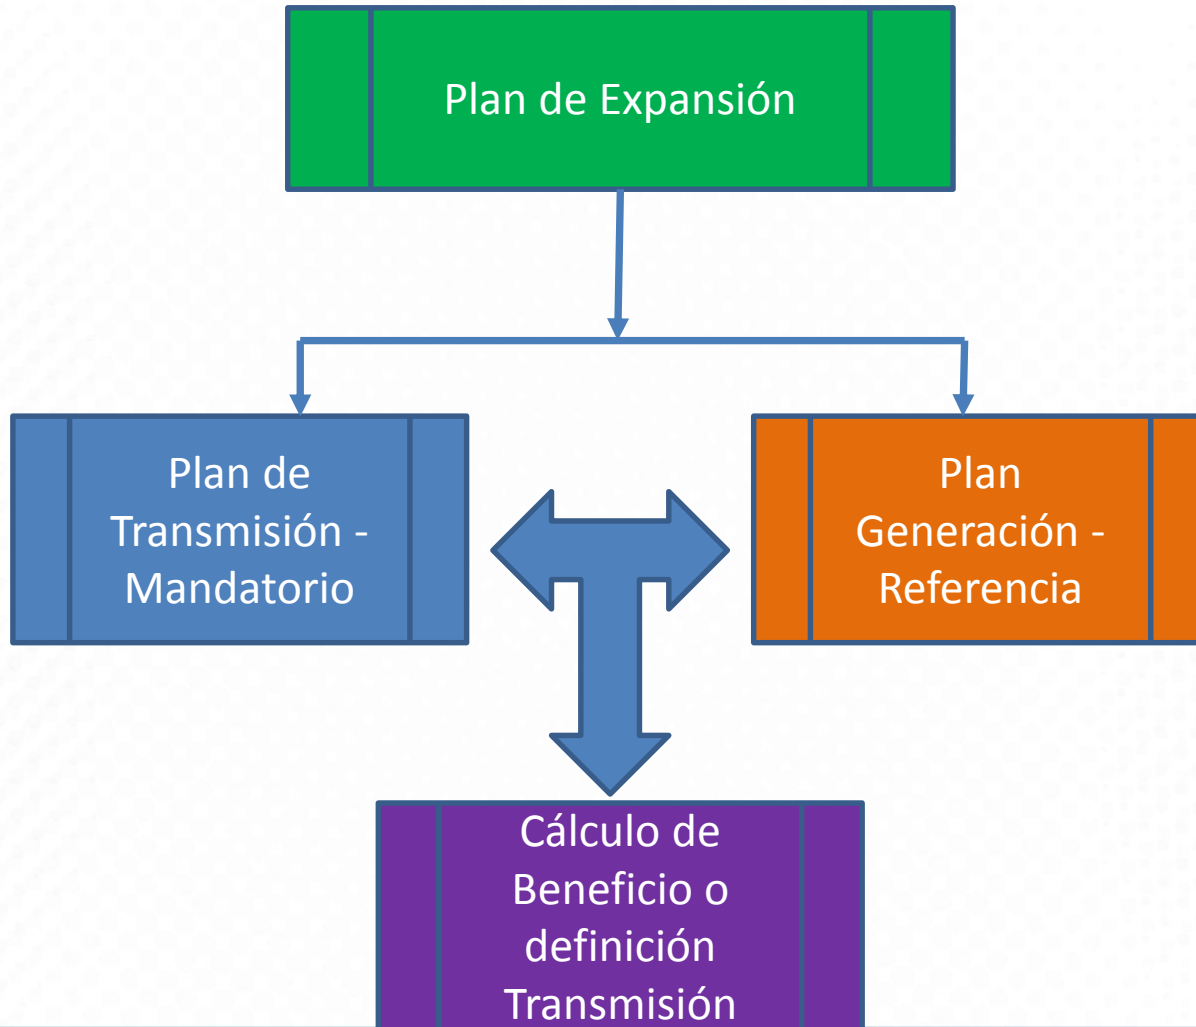 Plan de Expansión
Plan de
Transmisión -
Mandatorio
Plan
Generación -
Referencia
Cálculo de
Beneficio o
definición
Transmisión